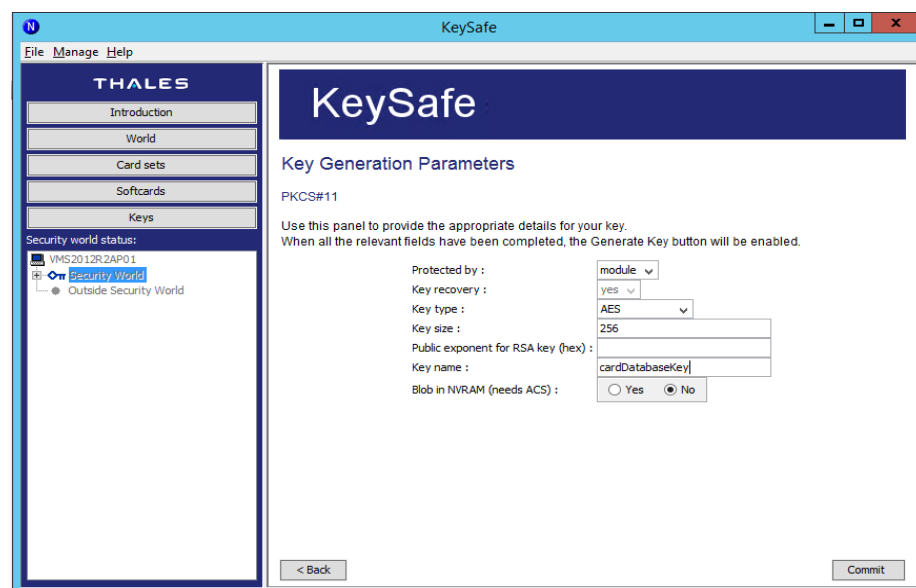 KeySafe
File Manage Help
THALES
Introduction
World
Card sets
Softcards
Keys
Security world status:
VMS2012R2AP01
Security World
Outside Security World
KeySafe
Key Generation Parameters
PKCS#11
Use this panel to provide the appropriate details for your key.
When all the relevant fields have been completed, the Generate Key button will be enabled.
Protected by : module
Key recovery : yes
Key type : AES
Key size : 256
Public exponent for RSA key (hex) :
Key name : cardDatabaseKey
Blob in NVRAM (needs ACS) : Yes No
< Back
Commit